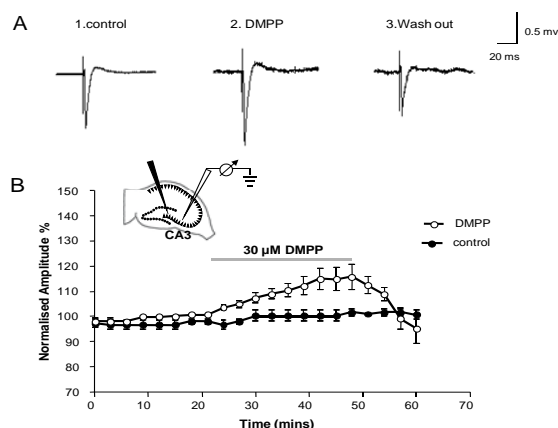 A
1.control
2. DMPP
3.Wash out
0.5 mv
20 ms
B
CA3
30 µM DMPP
DMPP
control
Normalised Amplitude %
150
140
130
120
110
100
90
80
70
0 10 20 30 40 50 60 70
Time (mins)